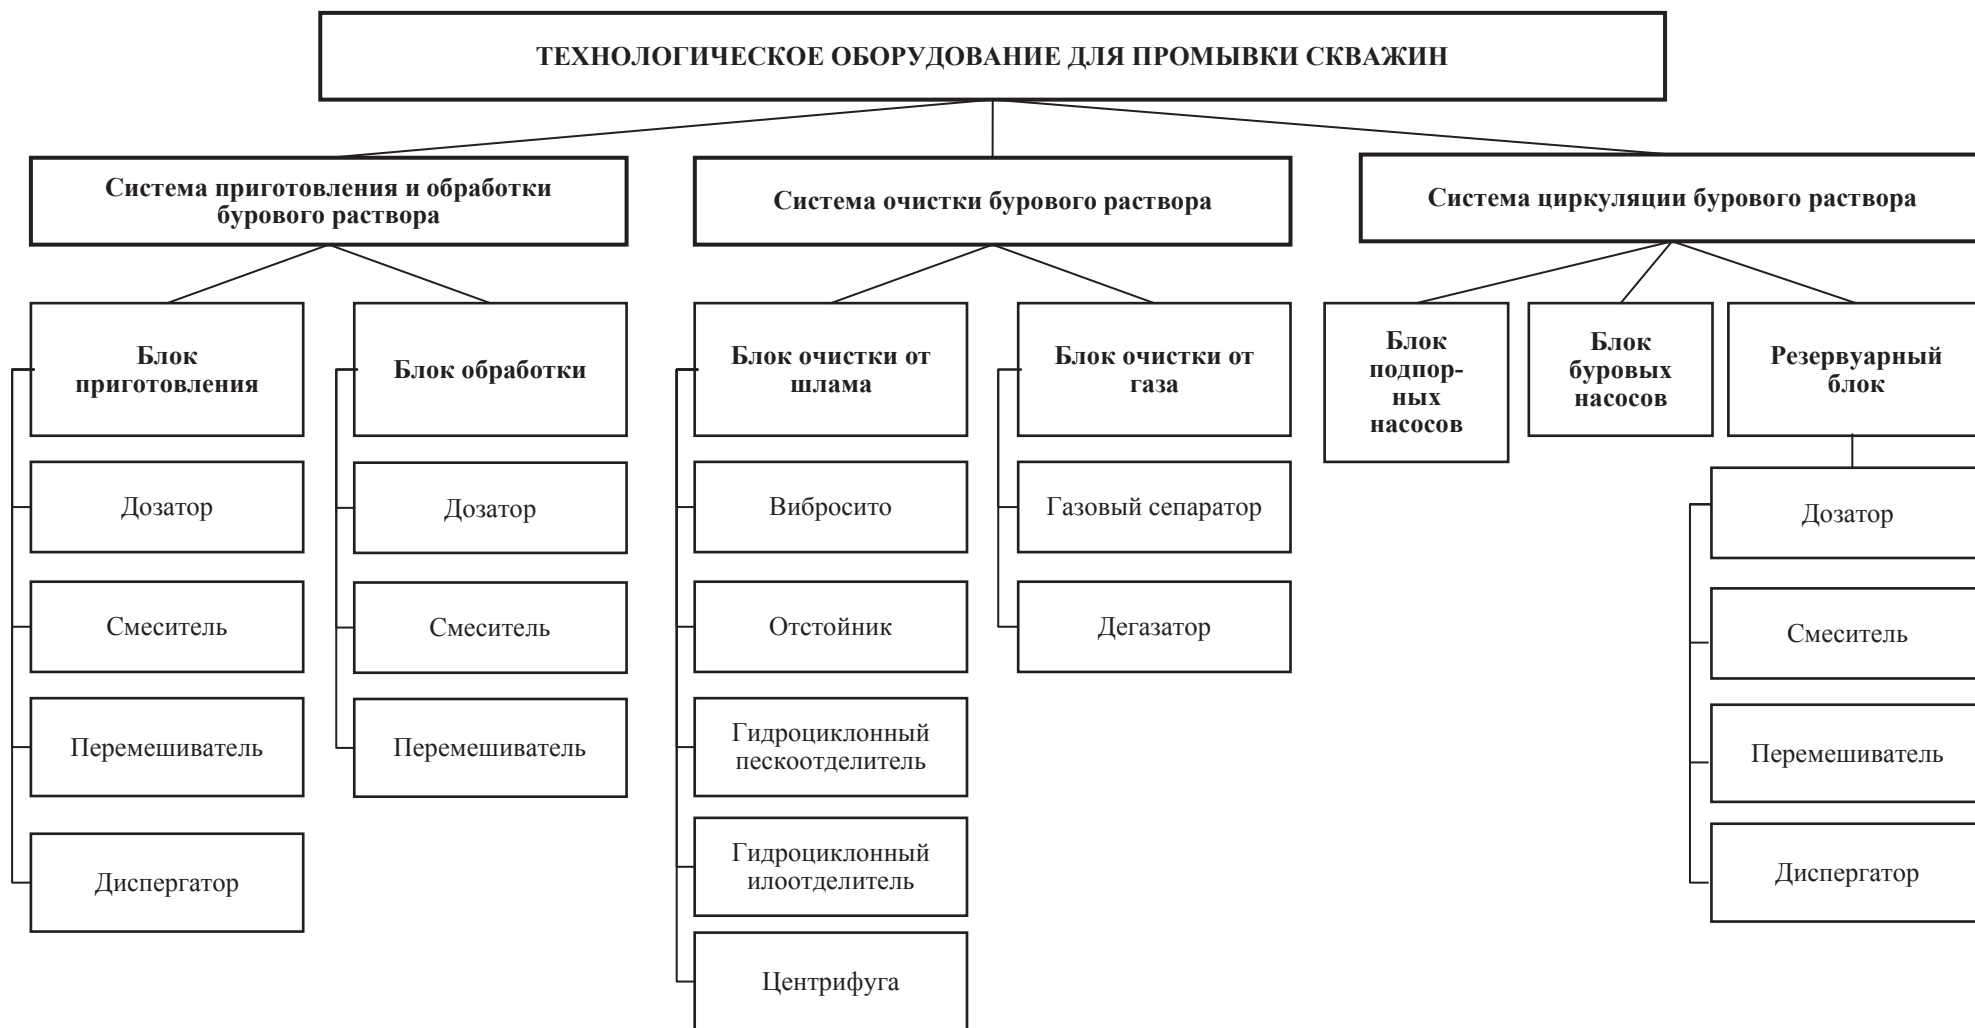 ТЕХНОЛОГИЧЕСКОЕ ОБОРУДОВАНИЕ ДЛЯ ПРОМЫВКИ СКВАЖИН
Система приготовления и обработки
бурового раствора
Система очистки бурового раствора
Система циркуляции бурового раствора
Блок
приготовления
Блок обработки
Блок очистки от
шлама
Блок очистки от
газа
Блок
подпор-
ных
насосов
Блок
буровых
насосов
Резервуарный
блок
Дозатор
Смеситель
Перемешиватель
Диспергатор
Дозатор
Смеситель
Перемешиватель
Вибросито
Отстойник
Гидроциклонный
пескоотделитель
Гидроциклонный
илоотделитель
Центрифуга
Газовый сепаратор
Дегазатор
Дозатор
Смеситель
Перемешиватель
Диспергатор